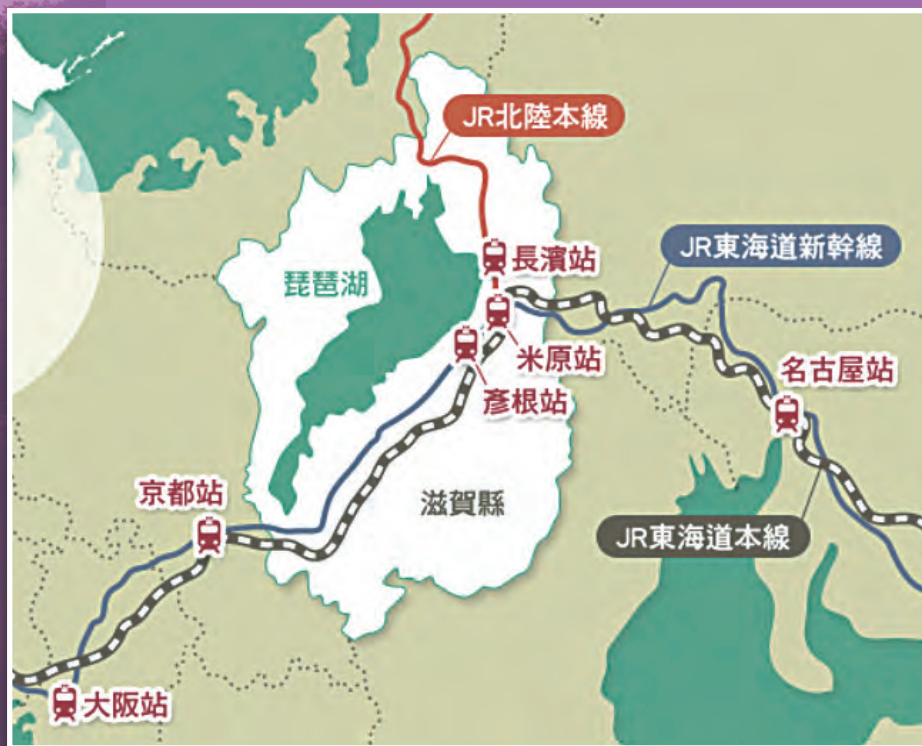 JR北陸本線
JR東海道新幹線
長濱站
琵琶湖
米原站
名古屋站
彥根站
京都站
滋賀縣
JR東海道本線
大阪站